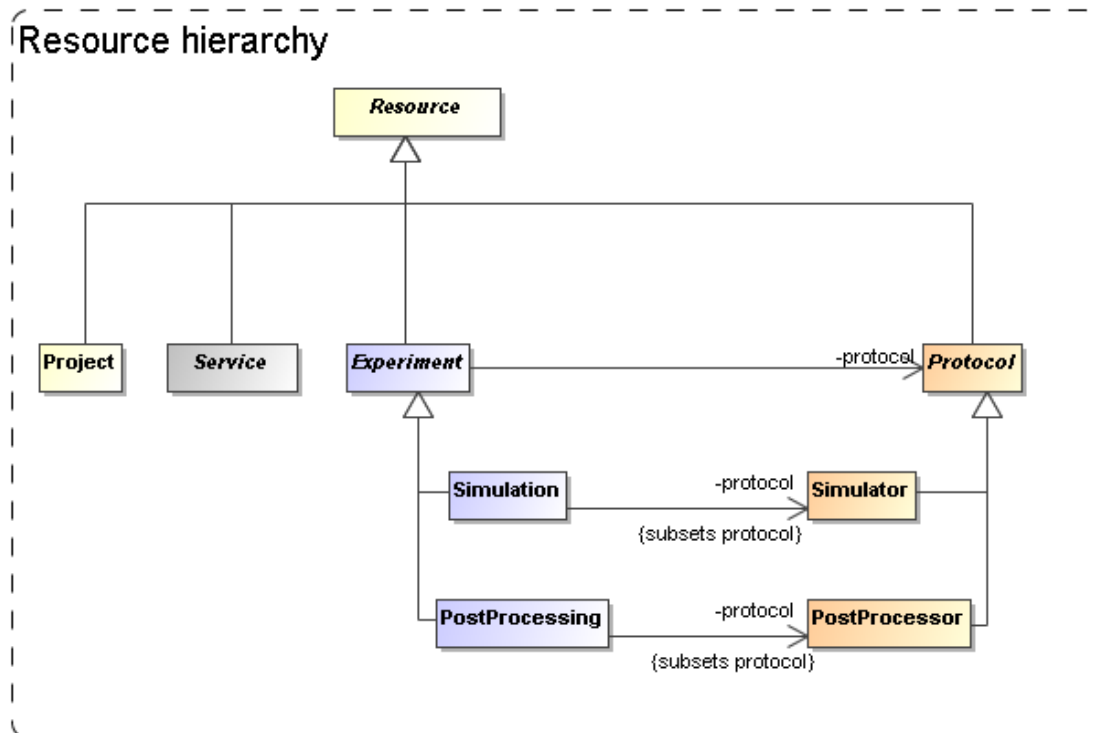 Resource hierarchy
Resource
Project
Service
Experiment
-protocol
Protocol
Simulation
-protocol
Simulator
{subsets protocol}
PostProcessing
-protocol
PostProcessor
{subsets protocol}